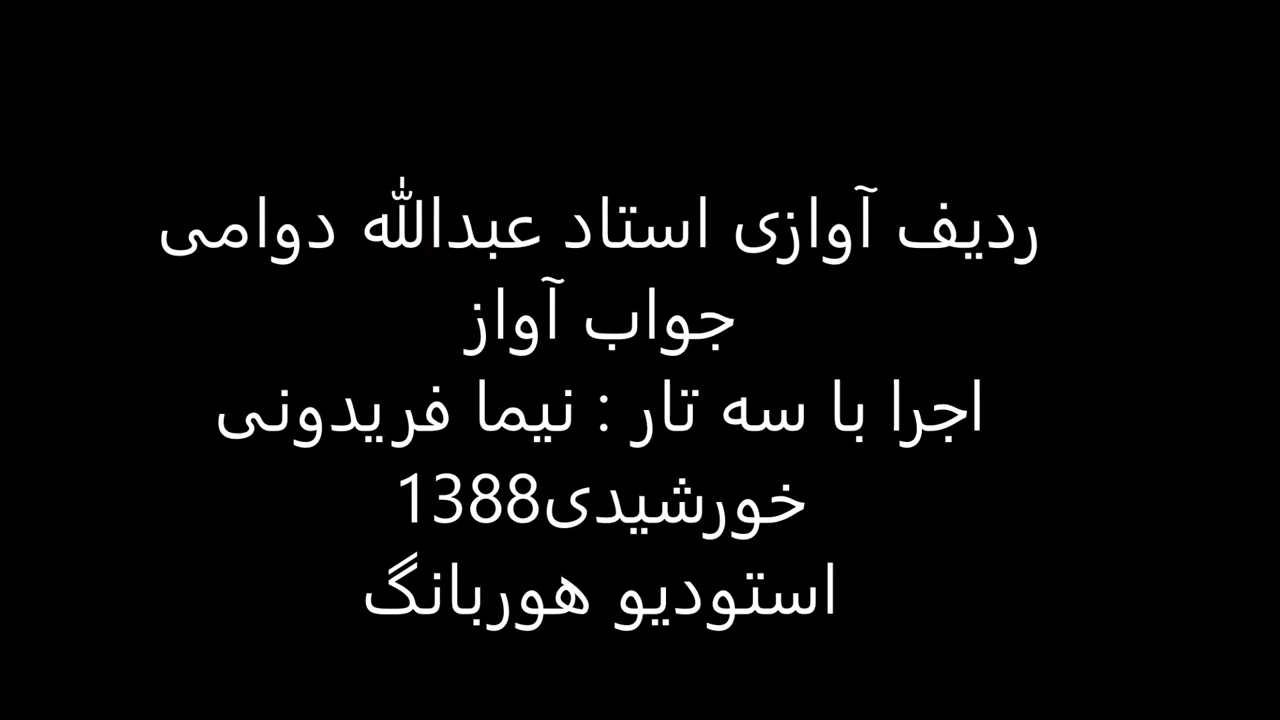 ردیف آوازی استاد عبدالله دوامی
جواب آواز
اجرا با سه تار : نیما فریدونی
خورشیدی1388
استودیو هوربانگ